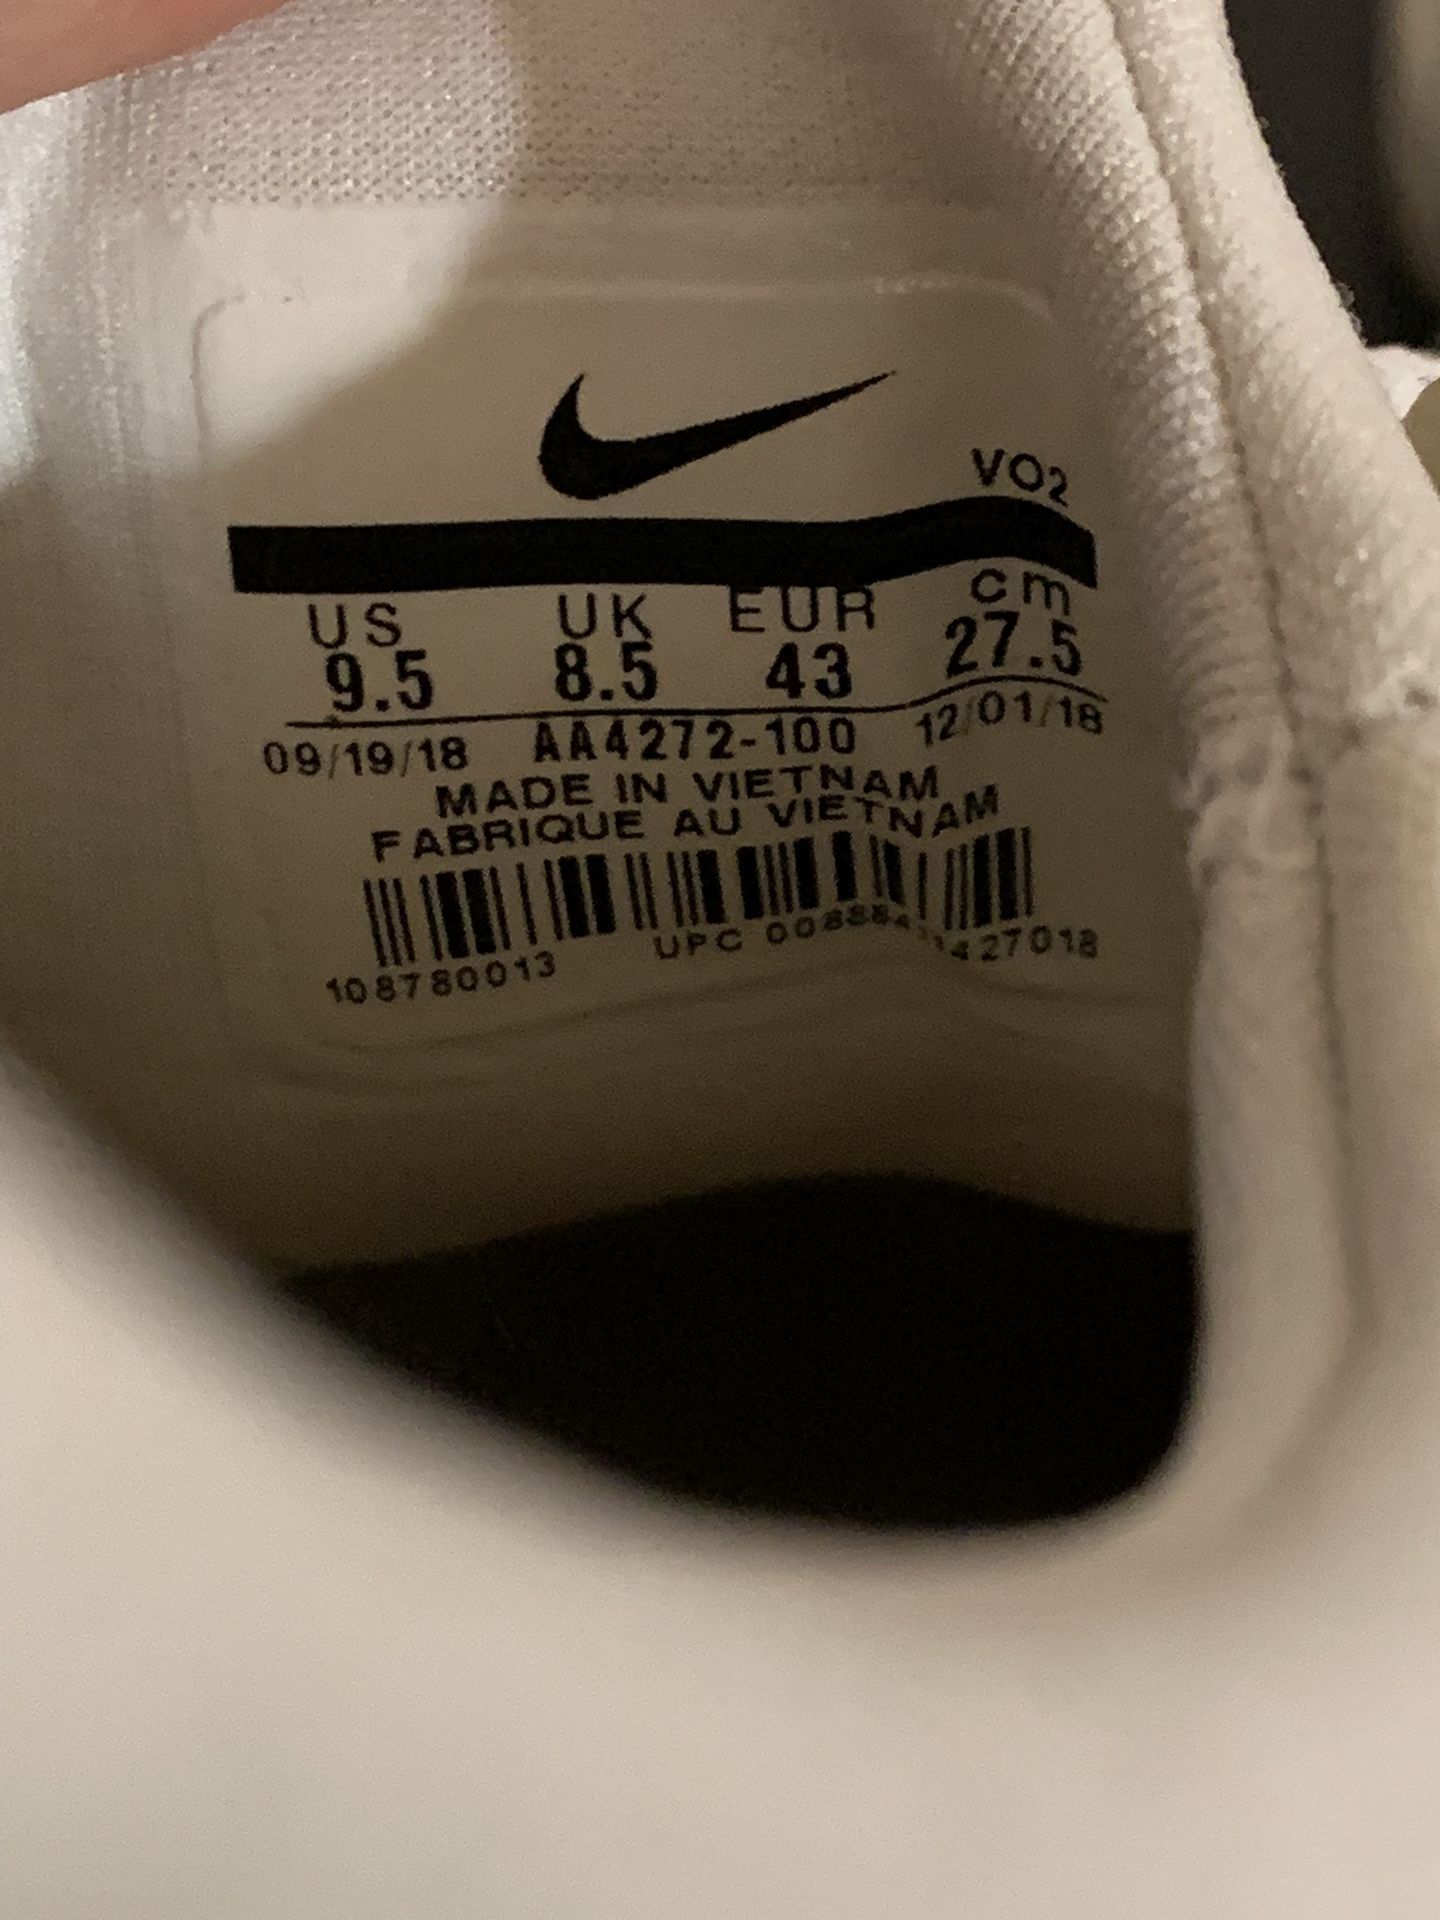 VO2
US UK EUR cm
9.5 8.5 43 27.5
09/19/18 AA4272-100 12/01/18
MADE IN VIETNAM
FABRIQUE AU VIETNAM
108780013 UPC